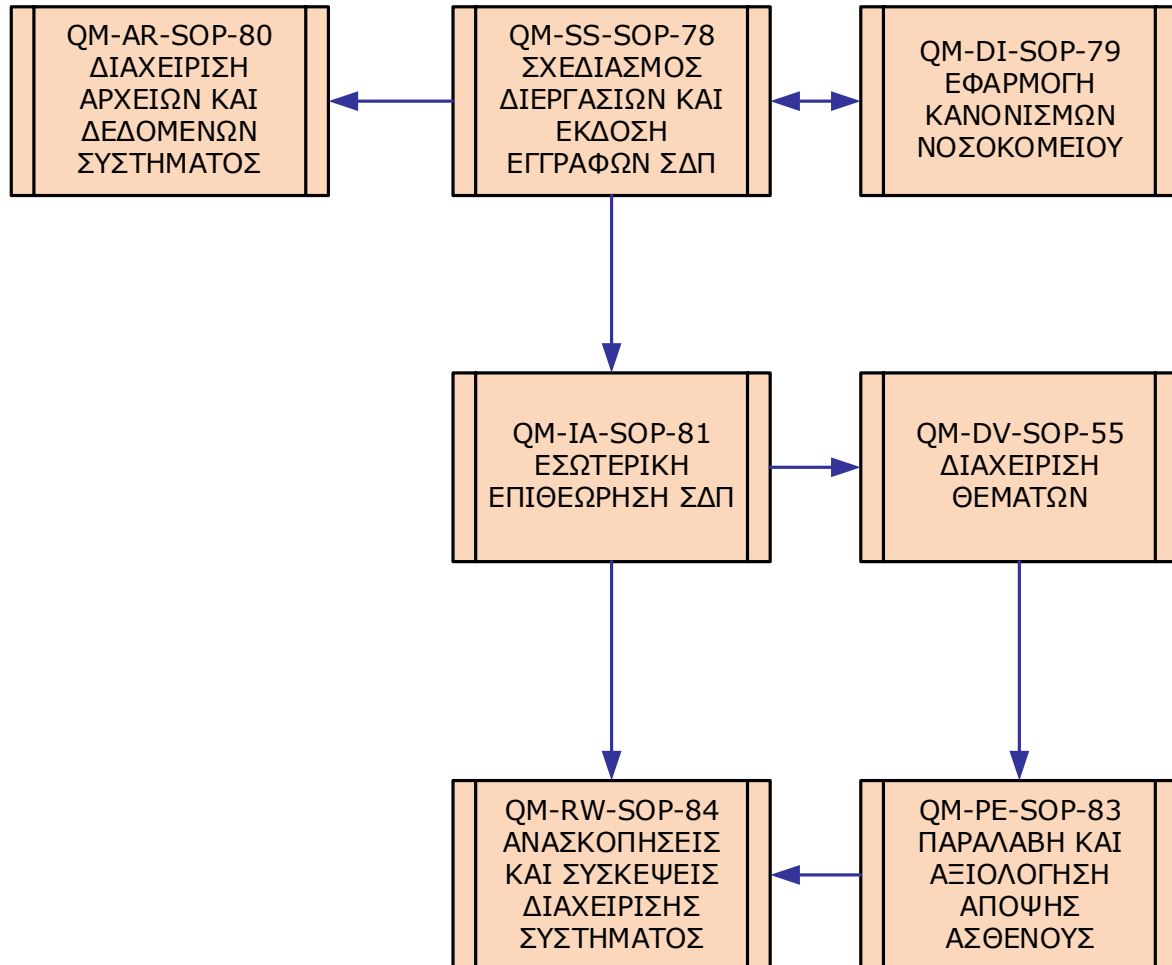 QM-AR-SOP-80
ΔΙΑΧΕΙΡΙΣΗ
ΑΡΧΕΙΩΝ ΚΑΙ
ΔΕΔΟΜΕΝΩΝ
ΣΥΣΤΗΜΑΤΟΣ
QM-SS-SOP-78
ΣΧΕΔΙΑΣΜΟΣ
ΔΙΕΡΓΑΣΙΩΝ ΚΑΙ
ΕΚΔΟΣΗ
ΕΓΓΡΑΦΩΝ ΣΔΠ
QM-DI-SOP-79
ΕΦΑΡΜΟΓΗ
ΚΑΝΟΝΙΣΜΩΝ
ΝΟΣΟΚΟΜΕΙΟΥ
QM-IA-SOP-81
ΕΣΩΤΕΡΙΚΗ
ΕΠΙΘΕΩΡΗΣΗ ΣΔΠ
QM-DV-SOP-55
ΔΙΑΧΕΙΡΙΣΗ
ΘΕΜΑΤΩΝ
QM-RW-SOP-84
ΑΝΑΣΚΟΠΗΣΕΙΣ
ΚΑΙ ΣΥΣΚΕΨΕΙΣ
ΔΙΑΧΕΙΡΙΣΗΣ
ΣΥΣΤΗΜΑΤΟΣ
QM-PE-SOP-83
ΠΑΡΑΛΑΒΗ ΚΑΙ
ΑΞΙΟΛΟΓΗΣΗ
ΑΠΟΨΗΣ
ΑΣΘΕΝΟΥΣ